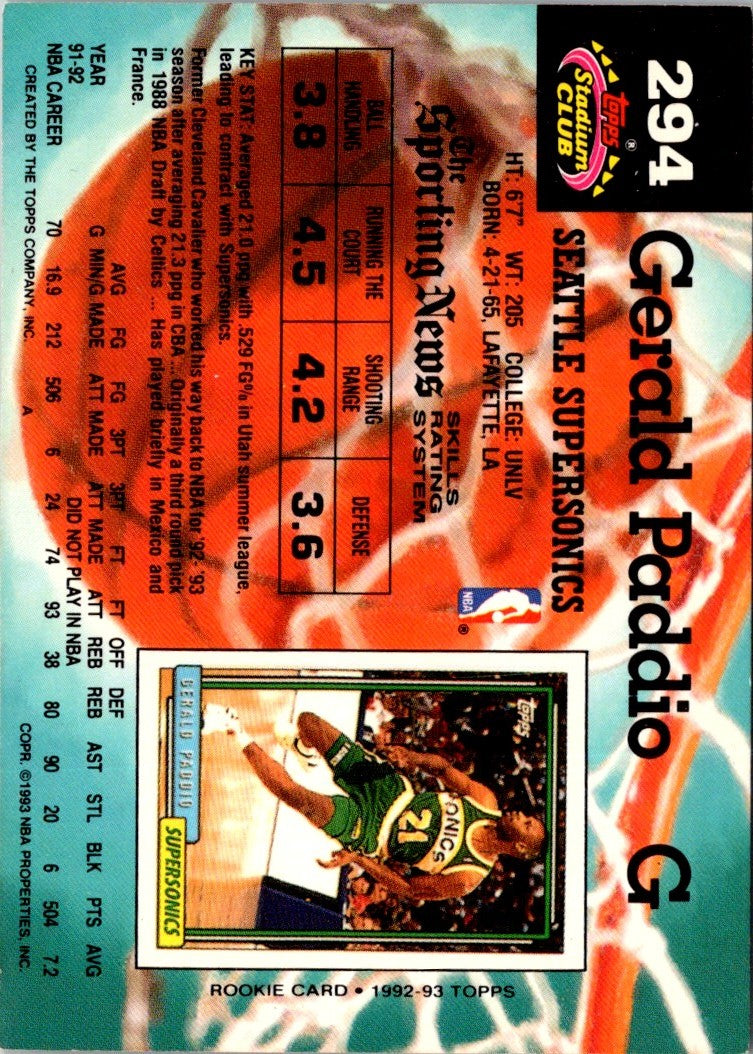 294
Gerald Paddio G
Topps®
Stadium
CLUB
SEATTLE SUPERSONICS
HT: 6'7" WT: 205 COLLEGE: UNLV
BORN: 4-21-65, LAFAYETTE, LA
NBA ®
The
Sporting News
SKILLS
RATING
SYSTEM
BALL HANDLING RUNNING THE COURT SHOOTING RANGE DEFENSE
3.8 4.5 4.2 3.6
KEY STAT: Averaged 21.0 ppg with .529 FG% in Utah summer league,
leading to contract with Supersonics.
Former Cleveland Cavalier who worked his way back to NBA for '92-'93
season after averaging 21.3 ppg in CBA ... Originally a third round pick
in 1988 NBA Draft by Celtics ... Has played briefly in Mexico and
France.
AVG FG FG 3PT 3PT FT FT OFF DEF
YEAR G MIN/G MADE ATT MADE ATT MADE ATT REB REB AST STL BLK PTS AVG
91-92 DID NOT PLAY IN NBA
NBA CAREER 70 16.9 212 506 6 24 74 93 38 80 90 20 6 504 7.2
CREATED BY THE TOPPS COMPANY, INC. A COPR. ©1993 NBA PROPERTIES, INC.
Topps
ONICS
21
GERALD PADDIO
SUPERSONICS
ROOKIE CARD • 1992-93 TOPPS